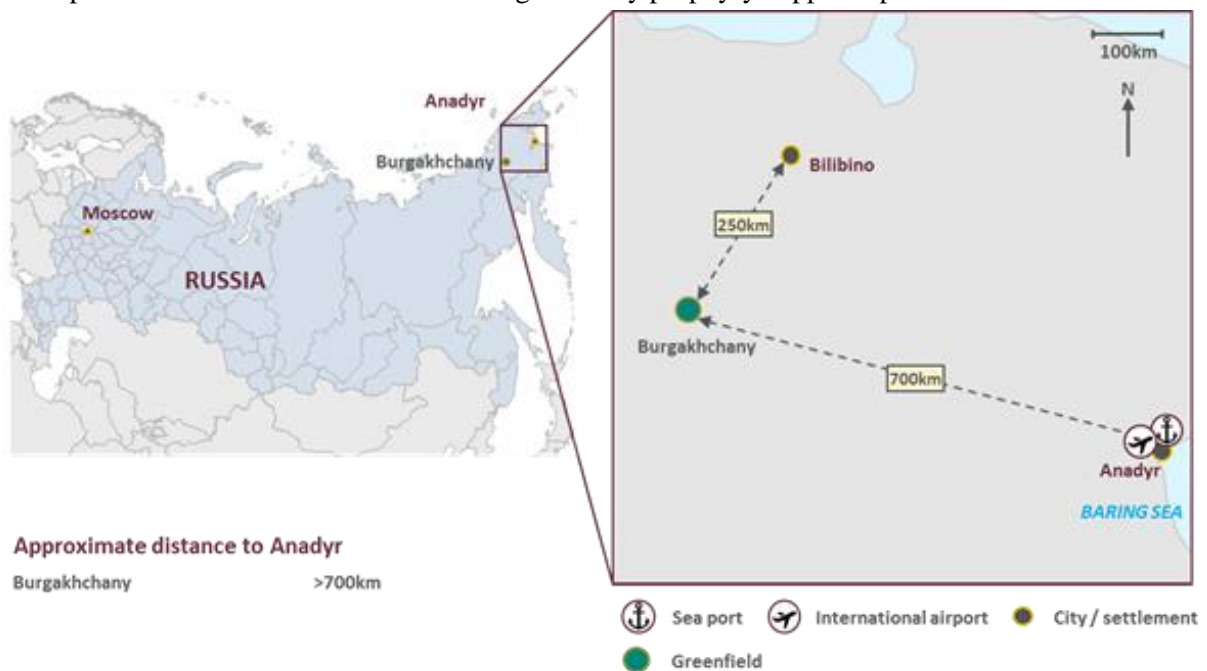 100km
N
Anadyr
Burgakhchany
Moscow
RUSSIA
Bilibino
250km
Burgakhchany
700km
Anadyr
BARING SEA
Approximate distance to Anadyr
Burgakhchany >700km
Sea port International airport City / settlement
Greenfield